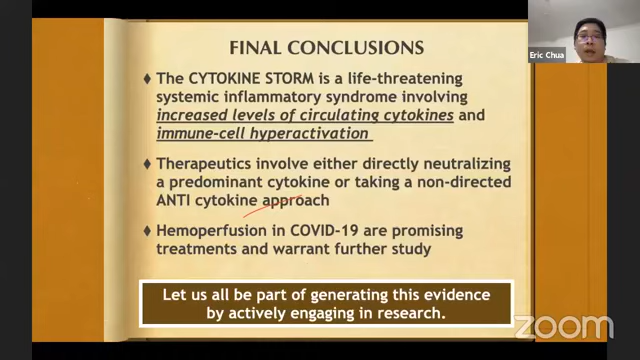 FINAL CONCLUSIONS
Eric Chua
♦ The CYTOKINE STORM is a life-threatening
systemic inflammatory syndrome involving
increased levels of circulating cytokines and
immune-cell hyperactivation
♦ Therapeutics involve either directly neutralizing
a predominant cytokine or taking a non-directed
ANTI cytokine approach
♦ Hemoperfusion in COVID-19 are promising
treatments and warrant further study
Let us all be part of generating this evidence
by actively engaging in research.
zoom